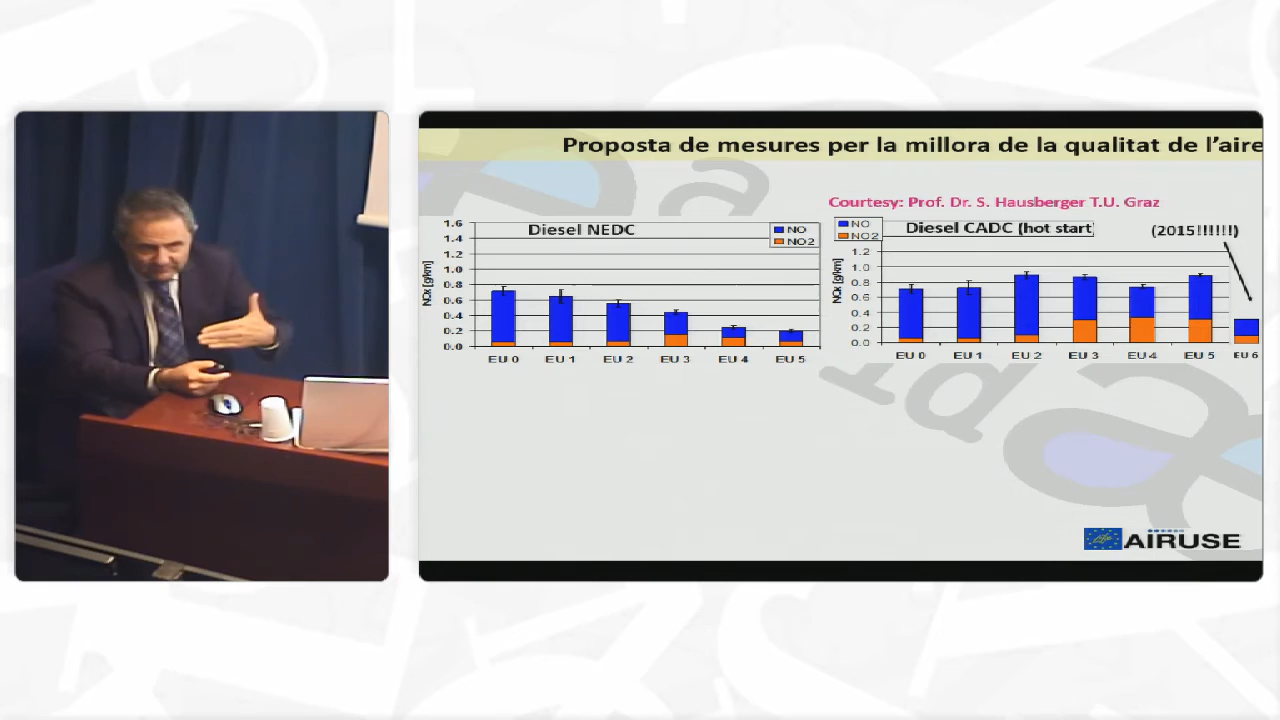 Proposta de mesures per la millora de la qualitat de l'aire
Courtesy: Prof. Dr. S. Hausberger T.U. Graz
Diesel NEDC
NO
NO2
NOx [g/km]
1.6
1.4
1.2
1.0
0.8
0.6
0.4
0.2
0.0
EU 0 EU 1 EU 2 EU 3 EU 4 EU 5
Diesel CADC (hot start)
(2015!!!!!!)
NO
NO2
NOx [g/km]
1.2
1.0
0.8
0.6
0.4
0.2
0.0
EU 0 EU 1 EU 2 EU 3 EU 4 EU 5 EU 6
AIRUSE